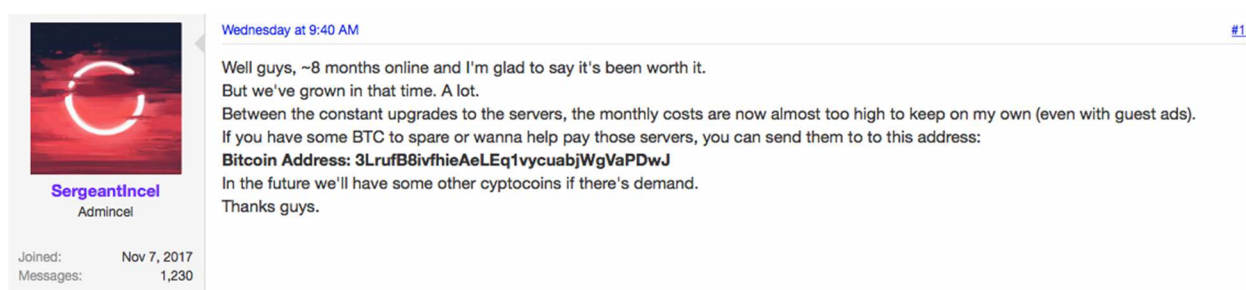 Wednesday at 9:40 AM
#1
Well guys, ~8 months online and I'm glad to say it's been worth it.
But we've grown in that time. A lot.
Between the constant upgrades to the servers, the monthly costs are now almost too high to keep on my own (even with guest ads).
If you have some BTC to spare or wanna help pay those servers, you can send them to to this address:
Bitcoin Address: 3LrufB8ivfhieAeLEq1vycuabjWgVaPDwJ
In the future we'll have some other cyptocoins if there's demand.
Thanks guys.
SergeantIncel
Admincel
Joined: Nov 7, 2017
Messages: 1,230